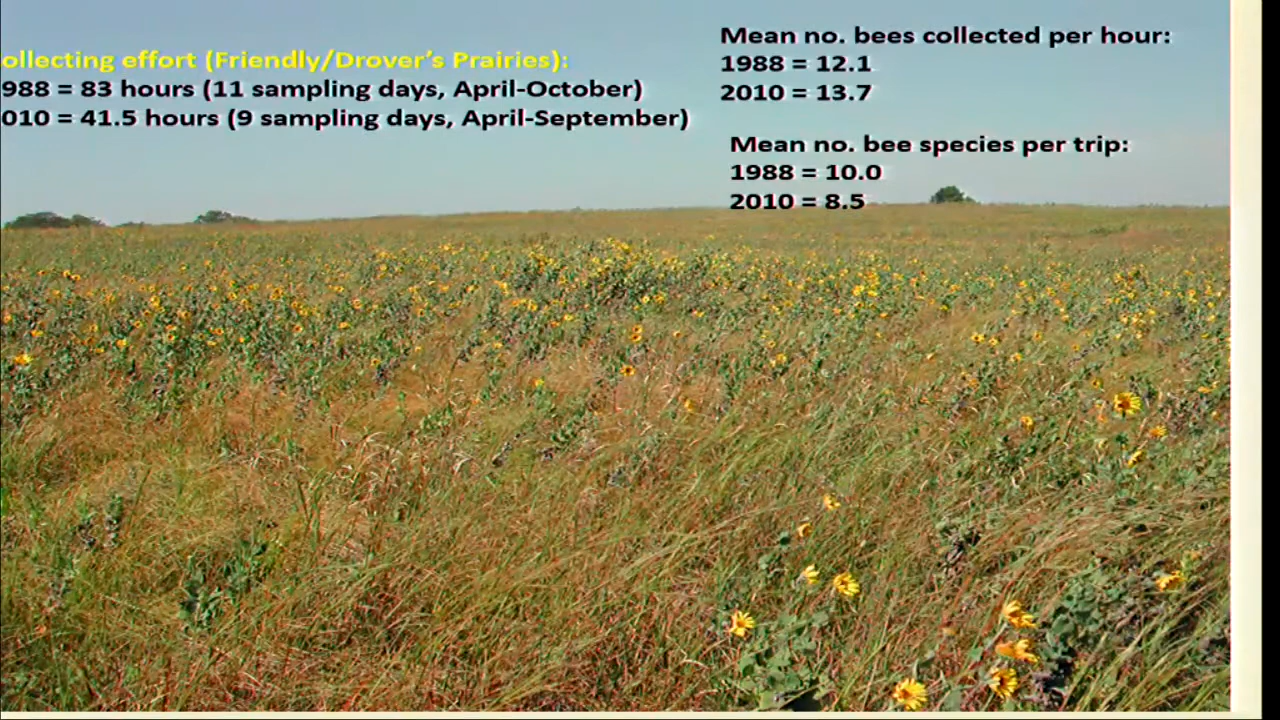 ollecting effort (Friendly/Drover's Prairies):
988 = 83 hours (11 sampling days, April-October)
010 = 41.5 hours (9 sampling days, April-September)
Mean no. bees collected per hour:
1988 = 12.1
2010 = 13.7
Mean no. bee species per trip:
1988 = 10.0
2010 = 8.5